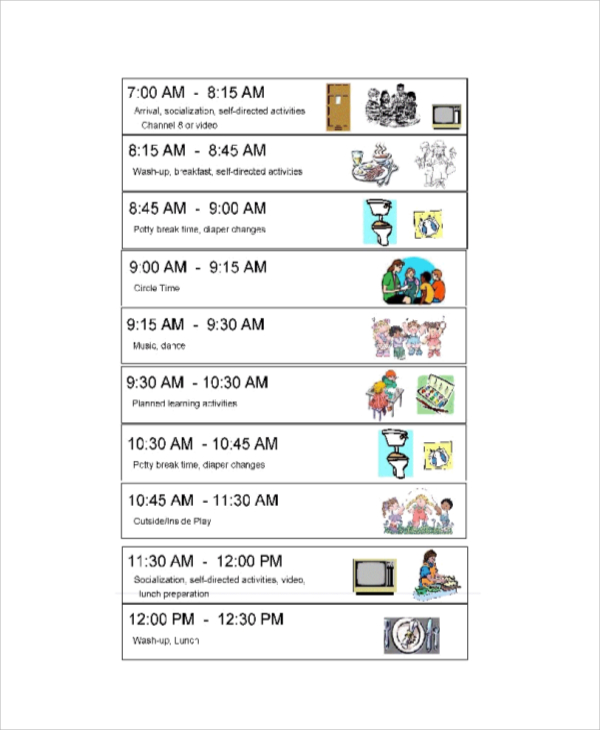 7:00 AM - 8:15 AM
Arrival, socialization, self-directed activities
Channel 8 or video
8:15 AM - 8:45 AM
Wash-up, breakfast, self-directed activities
8:45 AM - 9:00 AM
Potty break time, diaper changes
9:00 AM - 9:15 AM
Circle Time
9:15 AM - 9:30 AM
Music, dance
9:30 AM - 10:30 AM
Planned learning activities
10:30 AM - 10:45 AM
Potty break time, diaper changes
10:45 AM - 11:30 AM
Outside/Inside Play
11:30 AM - 12:00 PM
Socialization, self-directed activities, video,
lunch preparation
12:00 PM - 12:30 PM
Wash-up, Lunch